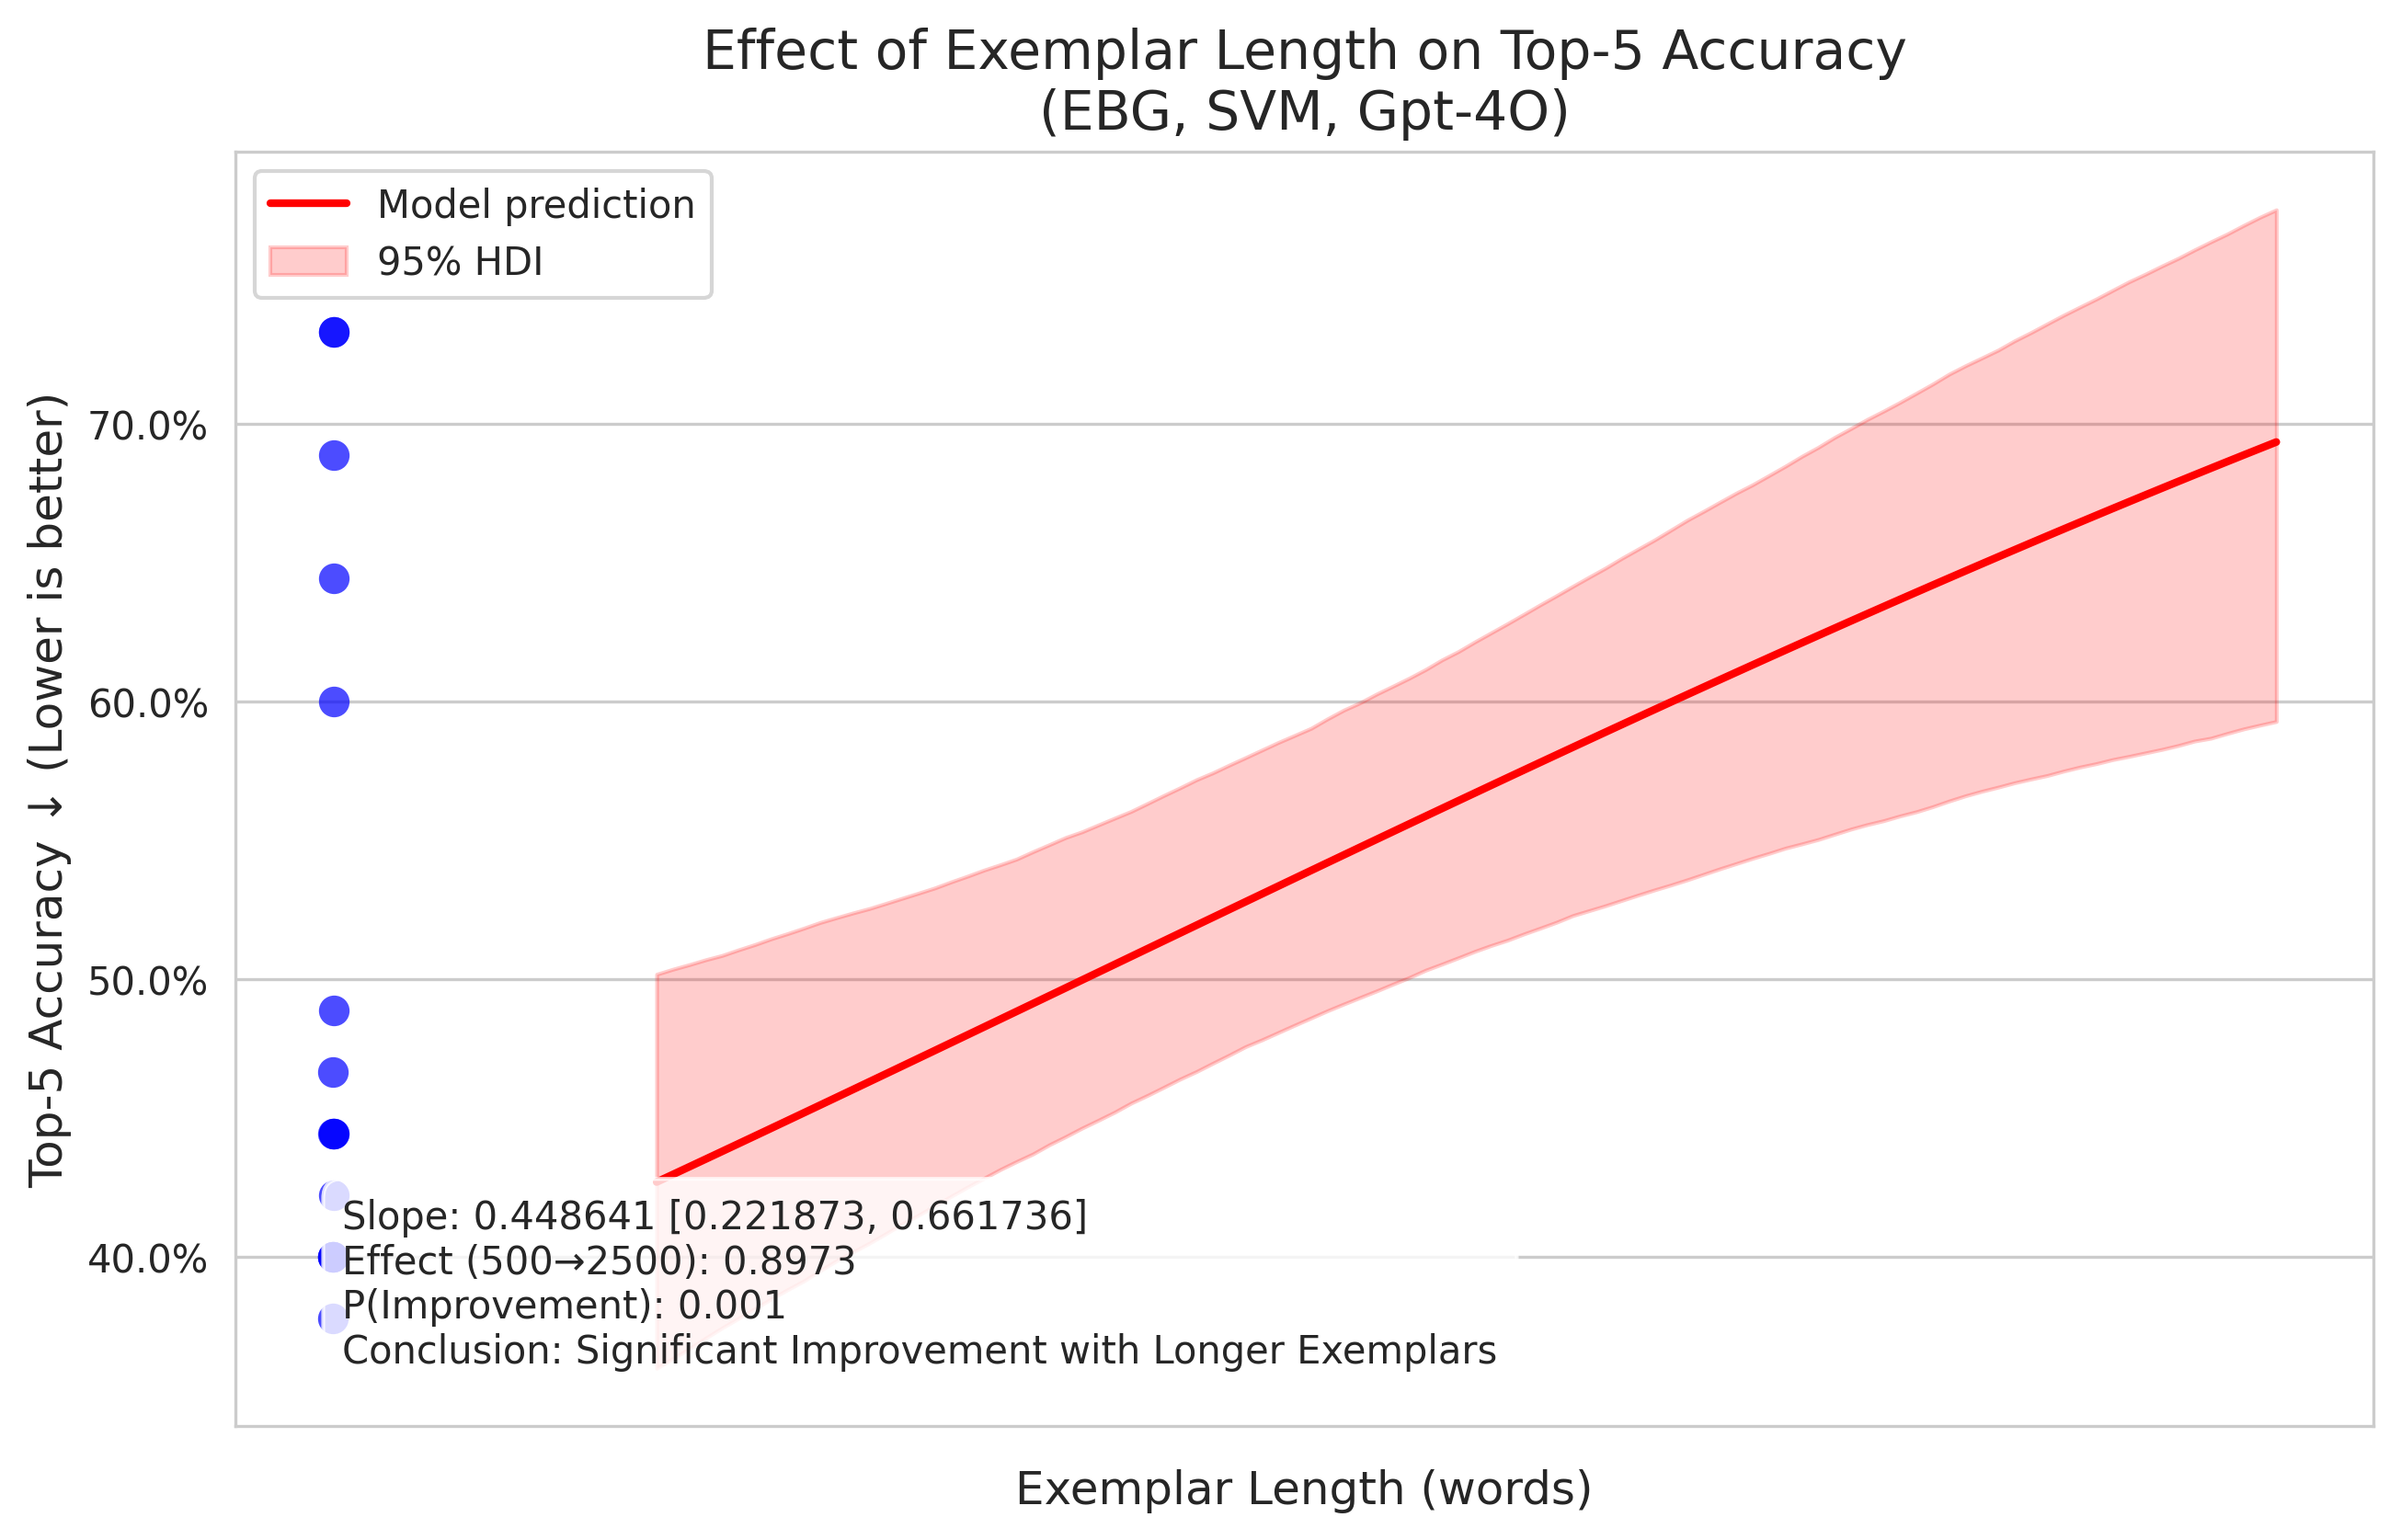 Effect of Exemplar Length on Top-5 Accuracy
(EBG, SVM, Gpt-4O)
Model prediction
95% HDI
Top-5 Accuracy ↓ (Lower is better)
70.0%
60.0%
50.0%
40.0%
Slope: 0.448641 [0.221873, 0.661736]
Effect (500→2500): 0.8973
P(Improvement): 0.001
Conclusion: Significant Improvement with Longer Exemplars
Exemplar Length (words)